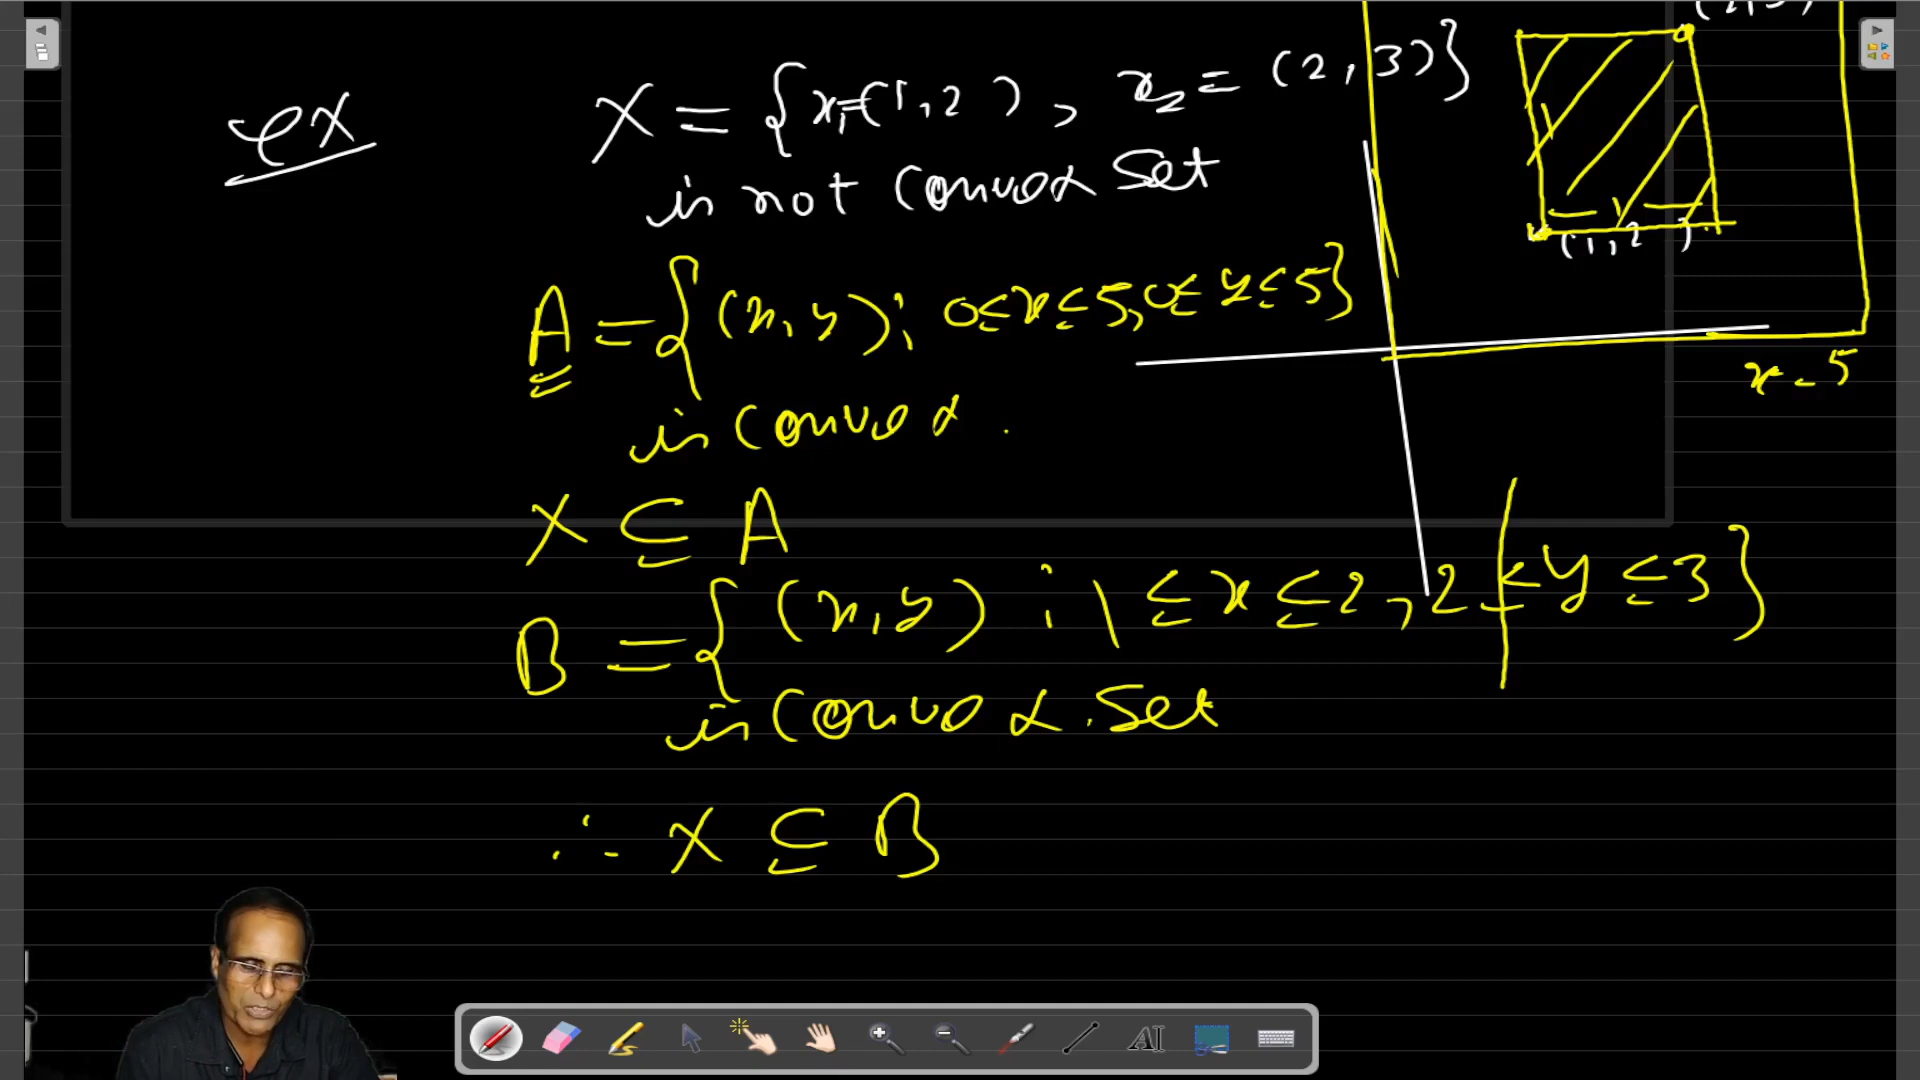 ex X = {x₁=(1,2), x₂ = (2,3)}
is not Convex Set
A = {(x,y); 0≤x≤5, 0≤y≤5}
is Convex.
X ⊆ A
B = {(x,y) ; 1 ≤ x ≤ 2, 2 ≤ y ≤ 3}
is Convex Set
∴ X ⊆ B
(1,2)
x = 5
AI